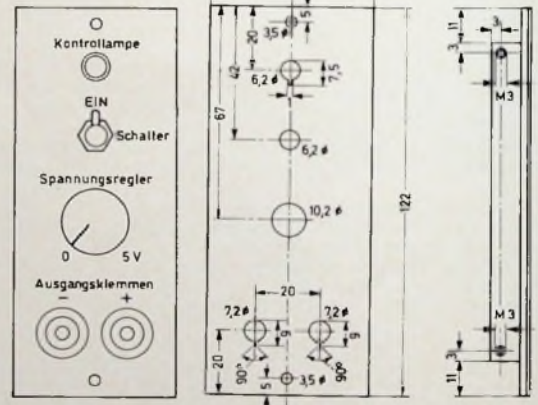 Kontrollampe
EIN
Schalter
Spannungsregler
0 5 V
Ausgangsklemmen
- +
5
3,5 ø
20
42
67
6,2 ø
7,5
1
6,2 ø
10,2 ø
122
20
7,2 ø
7,2 ø
9
9
20
90°
90°
5
3,5 ø
11
3
3
M 3
M 3
3
11